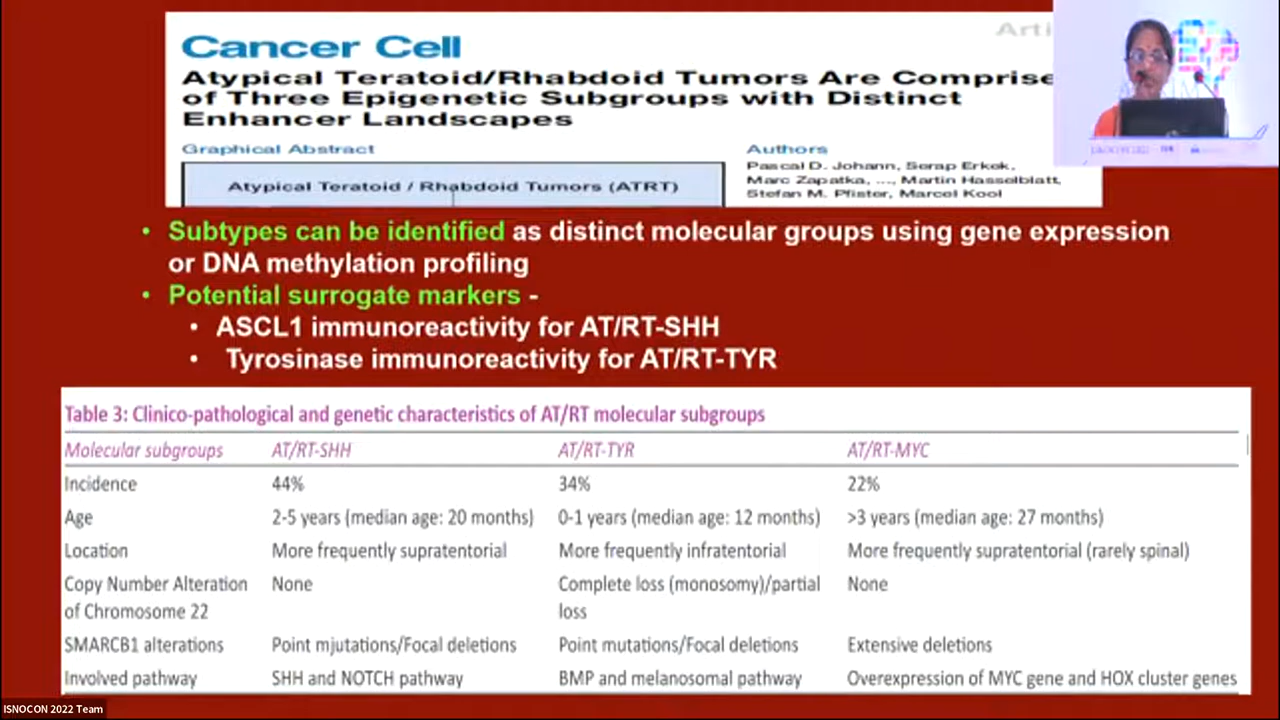 Arti
Cancer Cell
Atypical Teratoid/Rhabdoid Tumors Are Comprise
of Three Epigenetic Subgroups with Distinct
Enhancer Landscapes
Graphical Abstract
Atypical Teratoid / Rhabdoid Tumors (ATRT)
Authors
Pascal D. Johann, Serap Erkek,
Marc Zapatka, ..., Martin Hasselblatt,
Stefan M. Pfister, Marcel Kool
• Subtypes can be identified as distinct molecular groups using gene expression
or DNA methylation profiling
• Potential surrogate markers -
• ASCL1 immunoreactivity for AT/RT-SHH
• Tyrosinase immunoreactivity for AT/RT-TYR
Table 3: Clinico-pathological and genetic characteristics of AT/RT molecular subgroups
Molecular subgroups AT/RT-SHH AT/RT-TYR AT/RT-MYC
Incidence 44% 34% 22%
Age 2-5 years (median age: 20 months) 0-1 years (median age: 12 months) >3 years (median age: 27 months)
Location More frequently supratentorial More frequently infratentorial More frequently supratentorial (rarely spinal)
Copy Number Alteration None Complete loss (monosomy)/partial None
of Chromosome 22 loss
SMARCB1 alterations Point mjutations/Focal deletions Point mutations/Focal deletions Extensive deletions
Involved pathway SHH and NOTCH pathway BMP and melanosomal pathway Overexpression of MYC gene and HOX cluster genes
ISNOCON 2022 Team